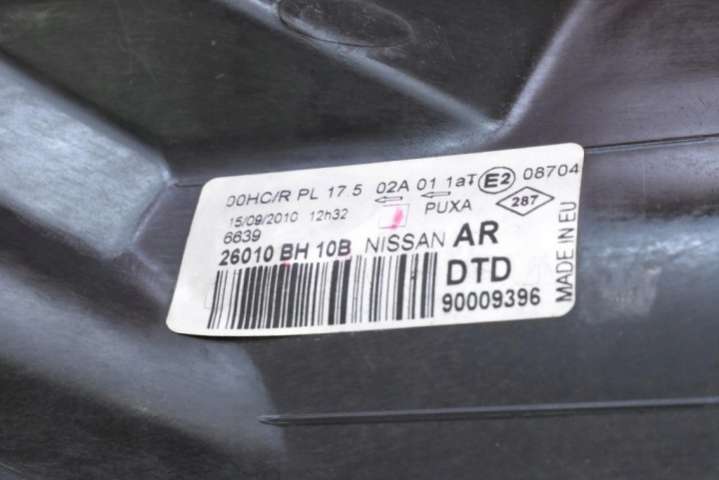 00HC/R PL 17.5 02A 01 1aT E2 08704
15/09/2010 12h32 PUXA 287
6639
26010 BH 10B NISSAN AR
DTD
90009396
MADE IN EU